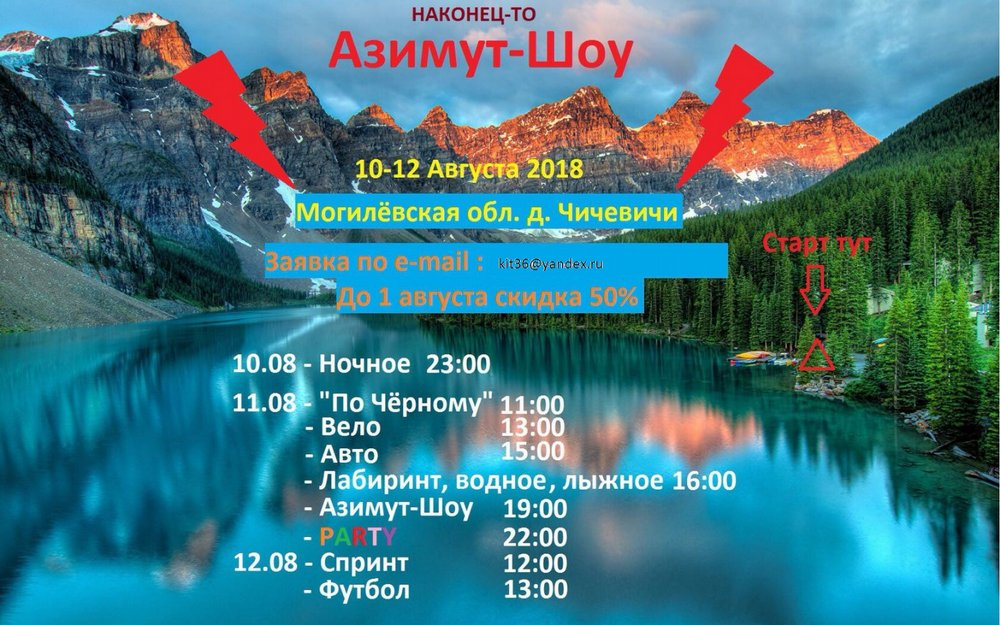 НАКОНЕЦ-ТО
Азимут-Шоу
10-12 Августа 2018
Могилёвская обл. д. Чичевичи
Старт тут
Заявка по e-mail : kit36@yandex.ru
До 1 августа скидка 50%
10.08 - Ночное 23:00
11.08 - "По Чёрному" 11:00
- Вело 13:00
- Авто 15:00
- Лабиринт, водное, лыжное 16:00
- Азимут-Шоу 19:00
- PARTY 22:00
12.08 - Спринт 12:00
- Футбол 13:00